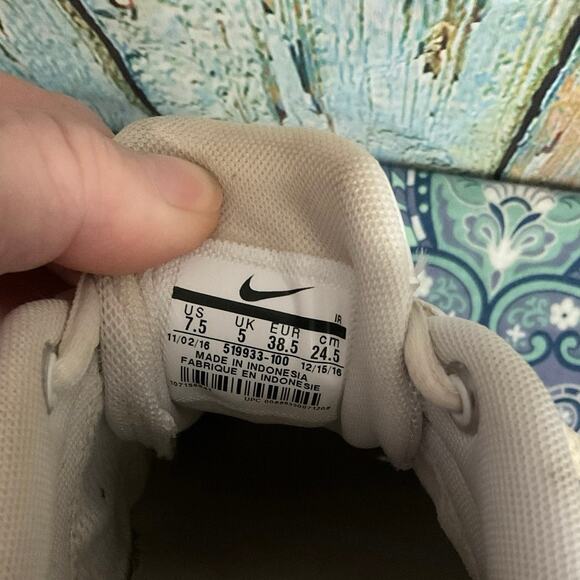 IR
US UK EUR cm
7.5 5 38.5 24.5
11/02/16 519933-100 12/15/16
MADE IN INDONESIA
FABRIQUE EN INDONESIE
UPC